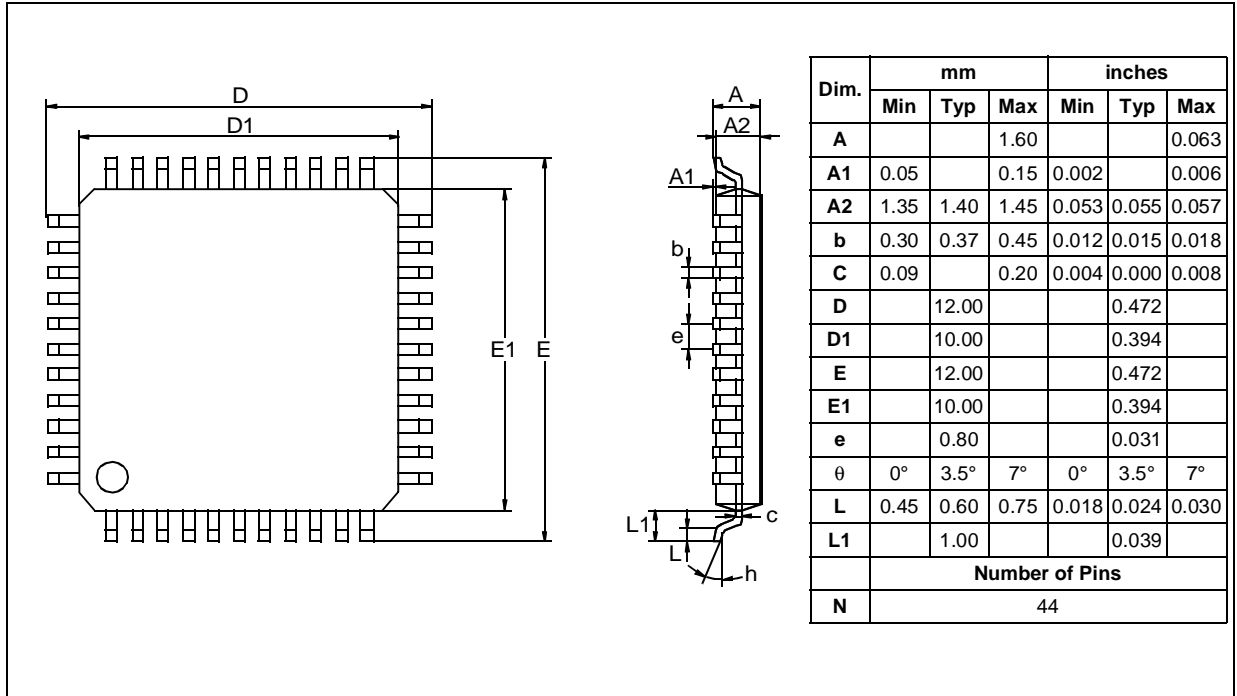 D
D1
A
A2
A1
b
e
E1 E
L1
c
L
h
Dim. mm inches
Min Typ Max Min Typ Max
A 1.60 0.063
A1 0.05 0.15 0.002 0.006
A2 1.35 1.40 1.45 0.053 0.055 0.057
b 0.30 0.37 0.45 0.012 0.015 0.018
C 0.09 0.20 0.004 0.000 0.008
D 12.00 0.472
D1 10.00 0.394
E 12.00 0.472
E1 10.00 0.394
e 0.80 0.031
θ 0° 3.5° 7° 0° 3.5° 7°
L 0.45 0.60 0.75 0.018 0.024 0.030
L1 1.00 0.039
Number of Pins
N 44